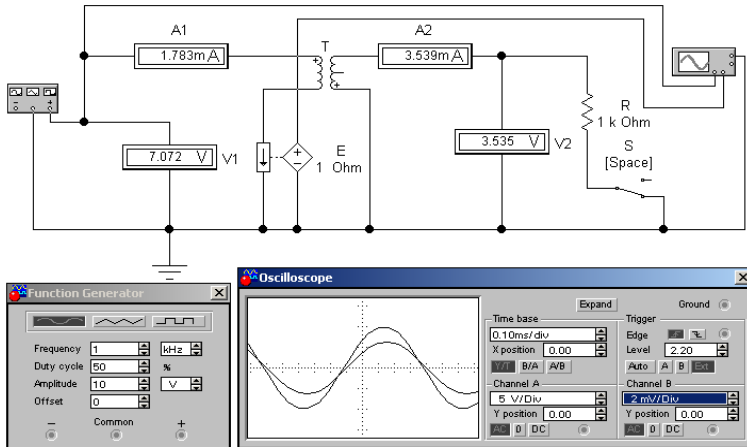 A1
A2
1.783m A
T
3.539m A
R
1 k Ohm
7.072 V
V1
E
1 Ohm
3.535 V
V2
S
[Space]
Function Generator
Frequency 1 kHz
Duty cycle 50 %
Amplitude 10 V
Offset 0
− Common +
Oscilloscope
Expand
Ground
Time base
0.10ms/div
X position 0.00
Y/T B/A A/B
Trigger
Edge
Level 2.20
Auto A B Ext
Channel A
5 V/Div
Y position 0.00
AC 0 DC
Channel B
2 mV/Div
Y position 0.00
AC 0 DC